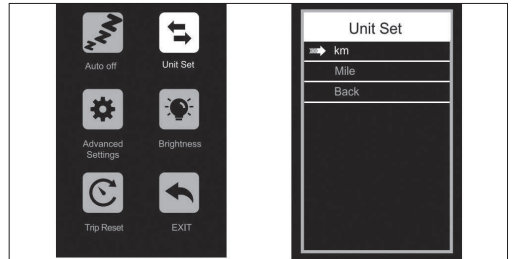 Auto off
Unit Set
Advanced
Settings
Brightness
Trip Reset
EXIT
Unit Set
km
Mile
Back